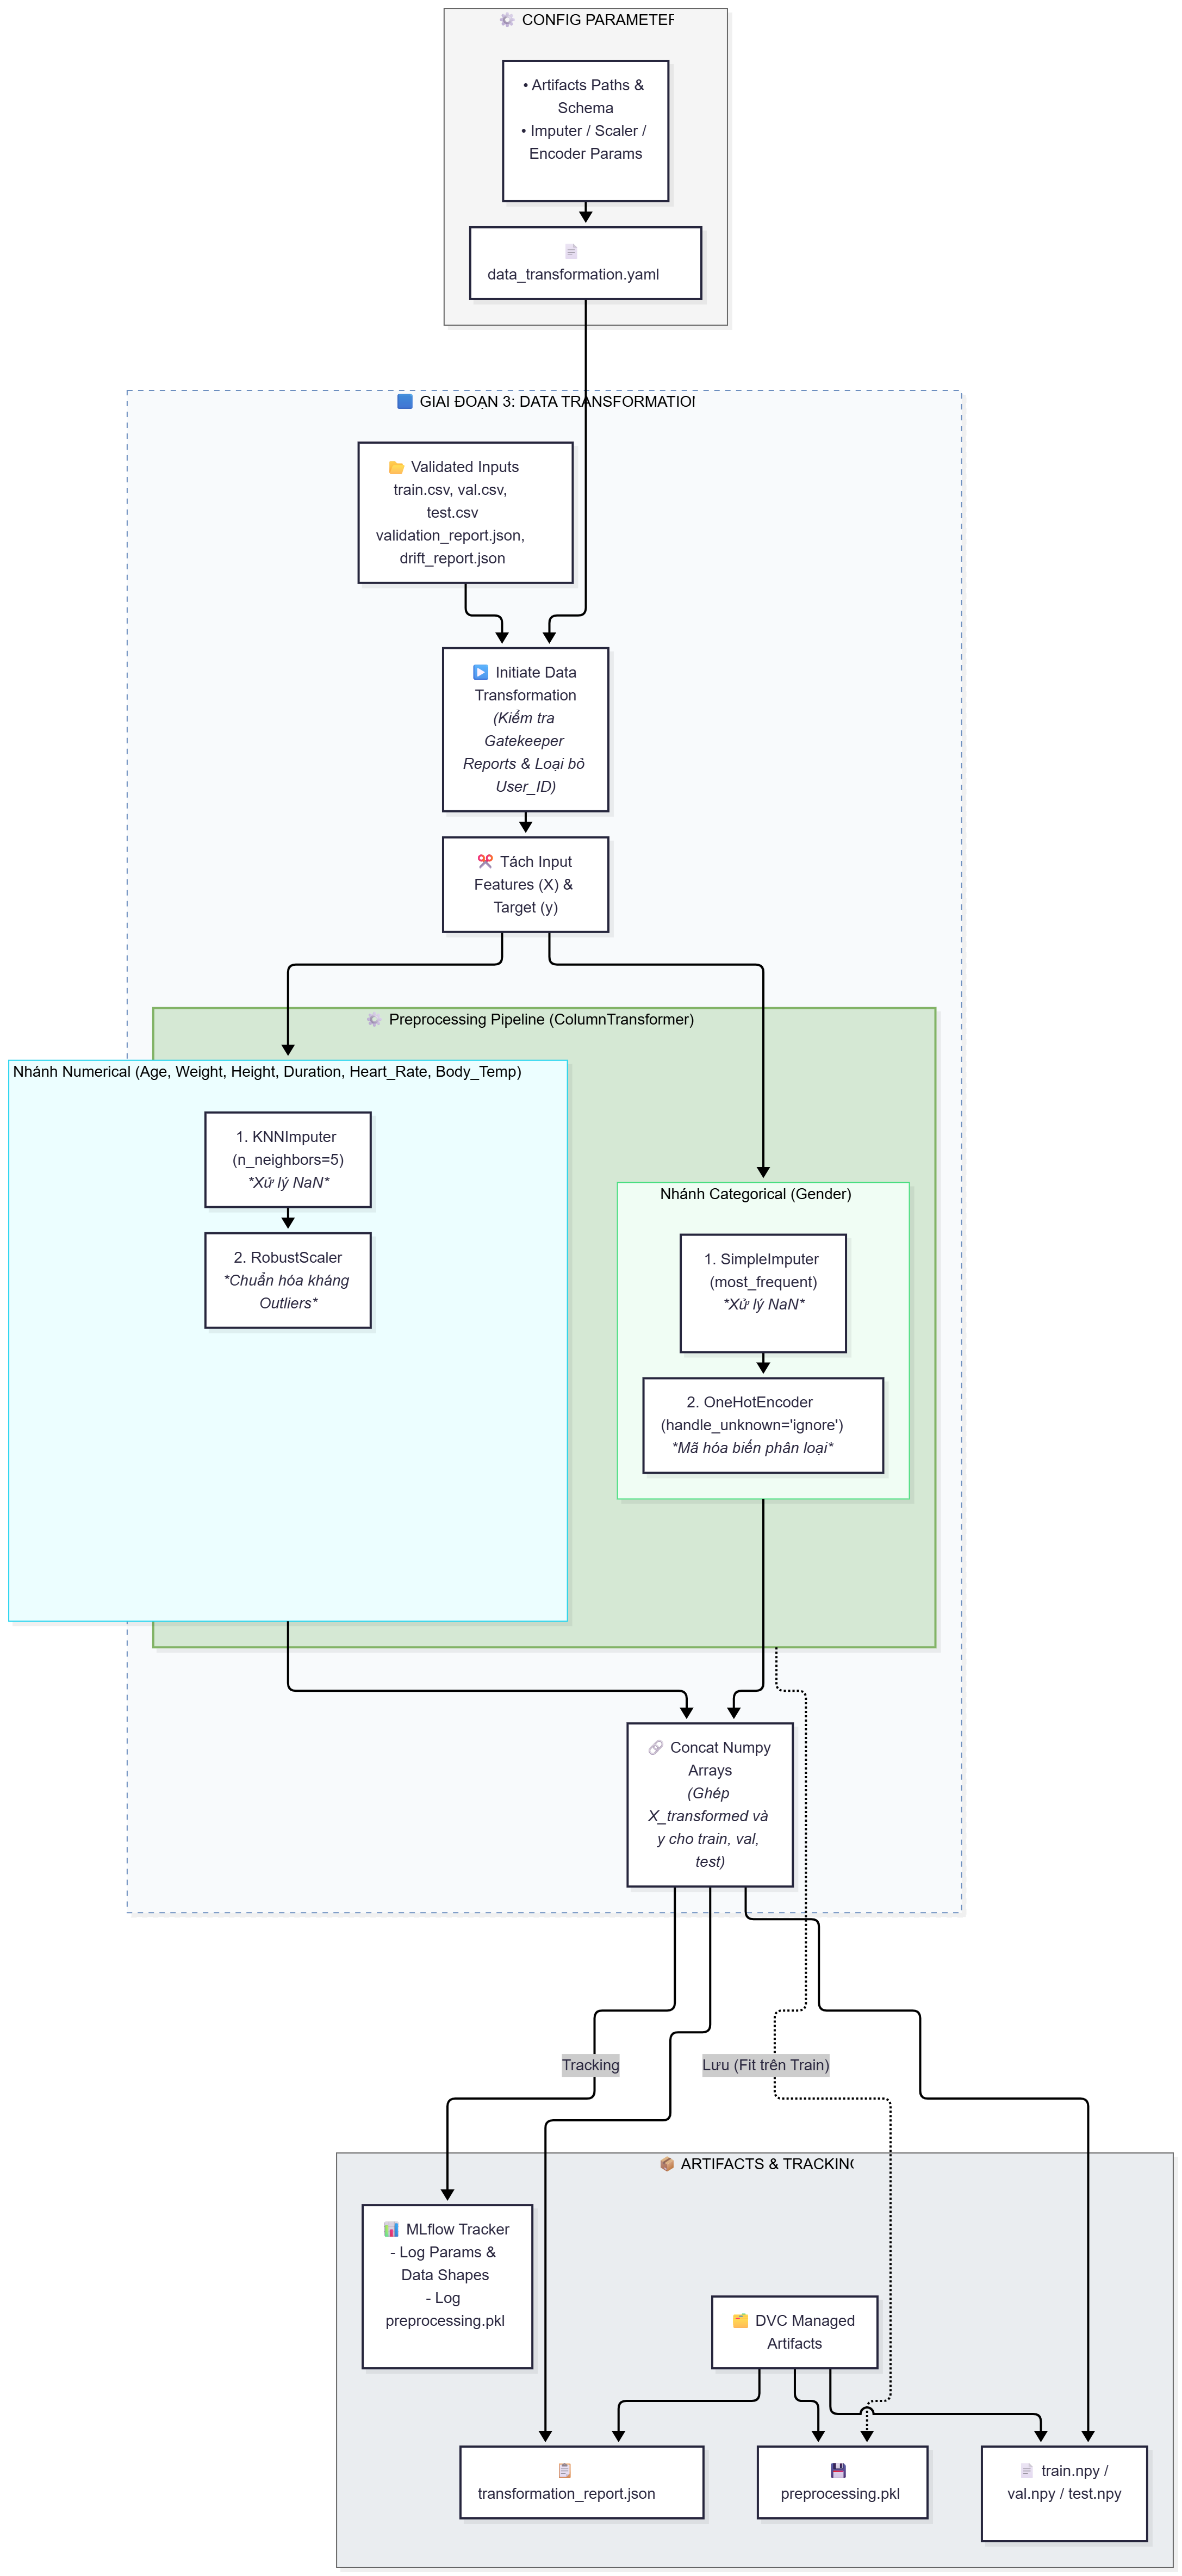 ⚙️ CONFIG PARAMETER
• Artifacts Paths &
Schema
• Imputer / Scaler /
Encoder Params
data_transformation.yaml
GIAI ĐOẠN 3: DATA TRANSFORMATION
Validated Inputs
train.csv, val.csv,
test.csv
validation_report.json,
drift_report.json
Initiate Data
Transformation
(Kiểm tra
Gatekeeper
Reports & Loại bỏ
User_ID)
Tách Input
Features (X) &
Target (y)
Preprocessing Pipeline (ColumnTransformer)
Nhánh Numerical (Age, Weight, Height, Duration, Heart_Rate, Body_Temp)
1. KNNImputer
(n_neighbors=5)
*Xử lý NaN*
2. RobustScaler
*Chuẩn hóa kháng
Outliers*
Nhánh Categorical (Gender)
1. SimpleImputer
(most_frequent)
*Xử lý NaN*
2. OneHotEncoder
(handle_unknown='ignore')
*Mã hóa biến phân loại*
Concat Numpy
Arrays
(Ghép
X_transformed và
y cho train, val,
test)
Tracking
Lưu (Fit trên Train)
ARTIFACTS & TRACKING
MLflow Tracker
- Log Params &
Data Shapes
- Log
preprocessing.pkl
DVC Managed
Artifacts
transformation_report.json
preprocessing.pkl
train.npy /
val.npy / test.npy